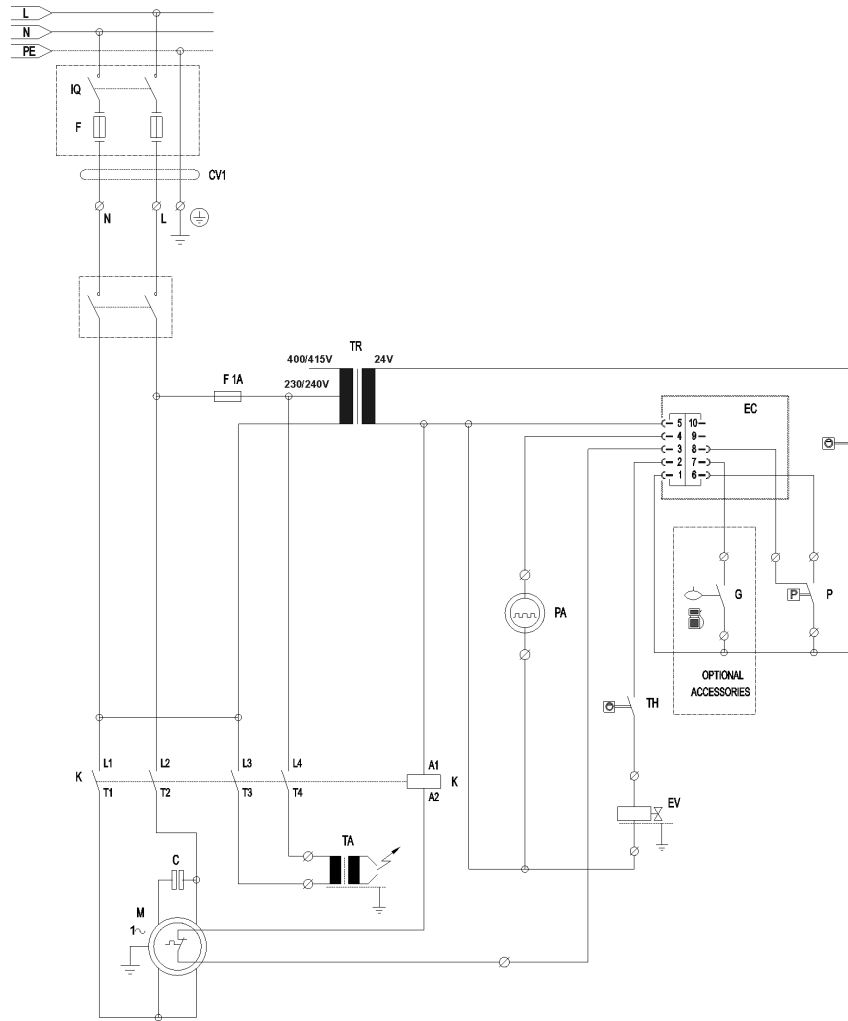 L
N
PE
IQ
F
CV1
N
L
TR
400/415V
24V
F 1A
230/240V
EC
5 10
4 9
3 8
2 7
1 6
G
P
P
PA
OPTIONAL
ACCESSORIES
TH
L1
L2
L3
L4
A1
K
K
T1
T2
T3
T4
A2
EV
TA
C
M
1~